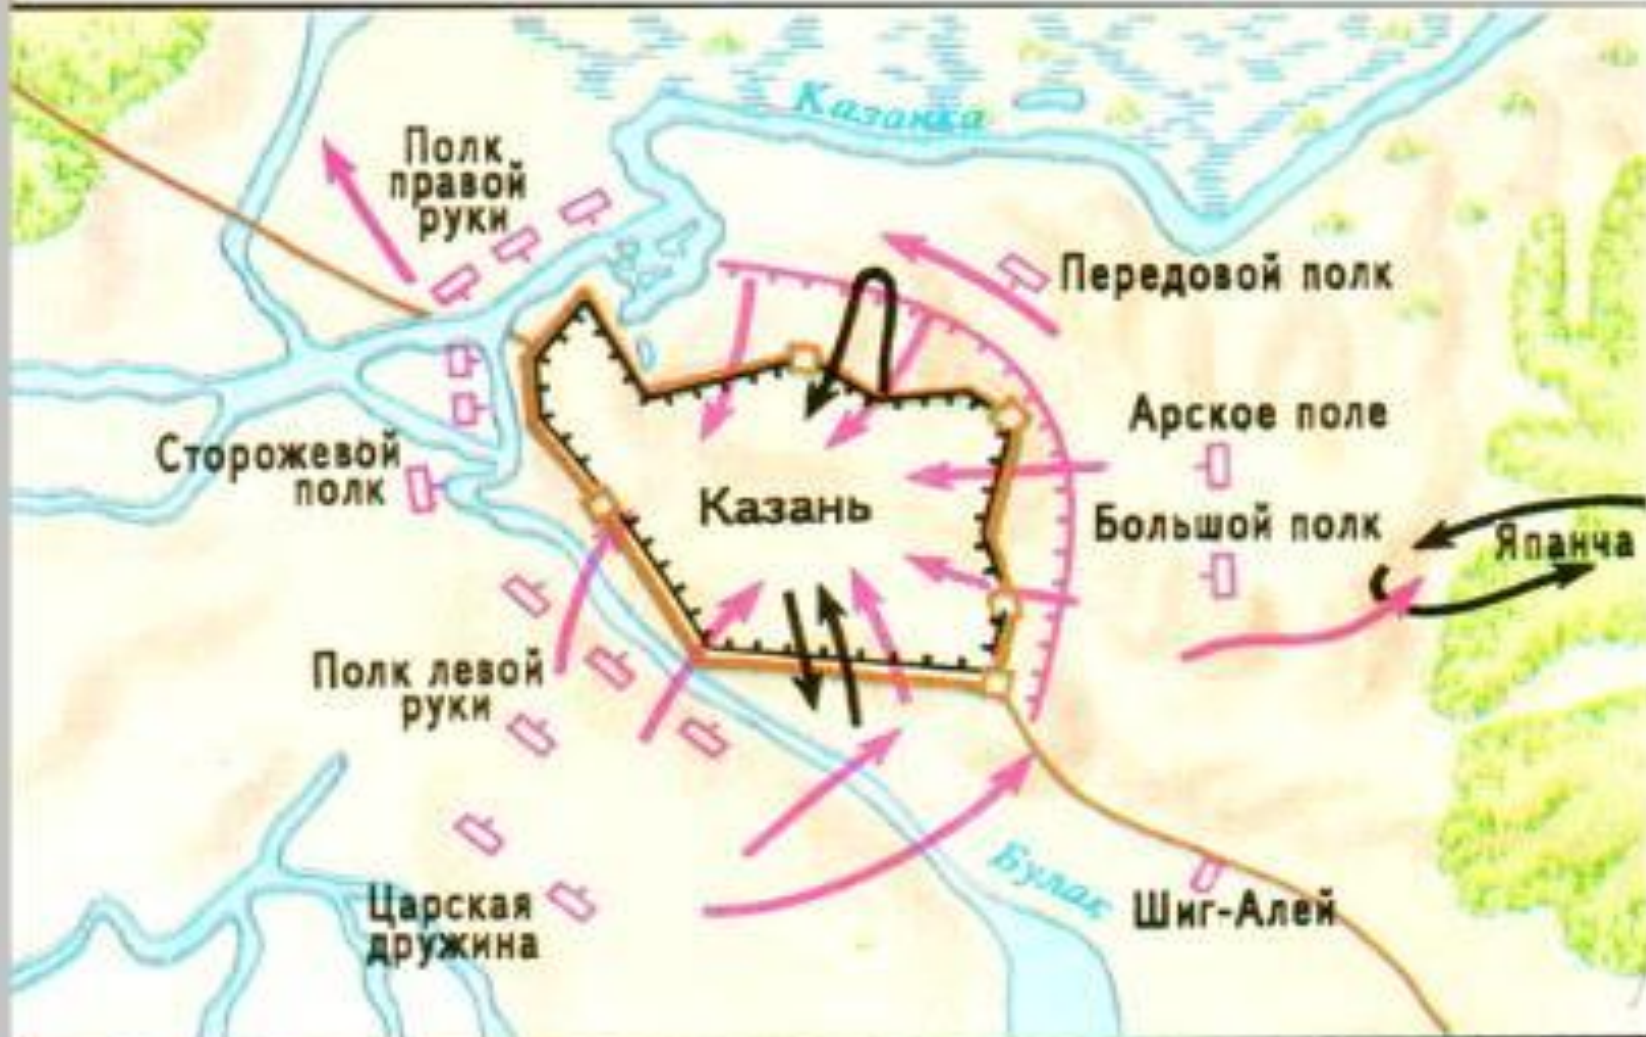 Казанка
Полк
правой
руки
Передовой полк
Арское поле
Сторожевой
полк
Казань
Большой полк
Япанча
Полк левой
руки
Булак
Царская
дружина
Шиг-Алей